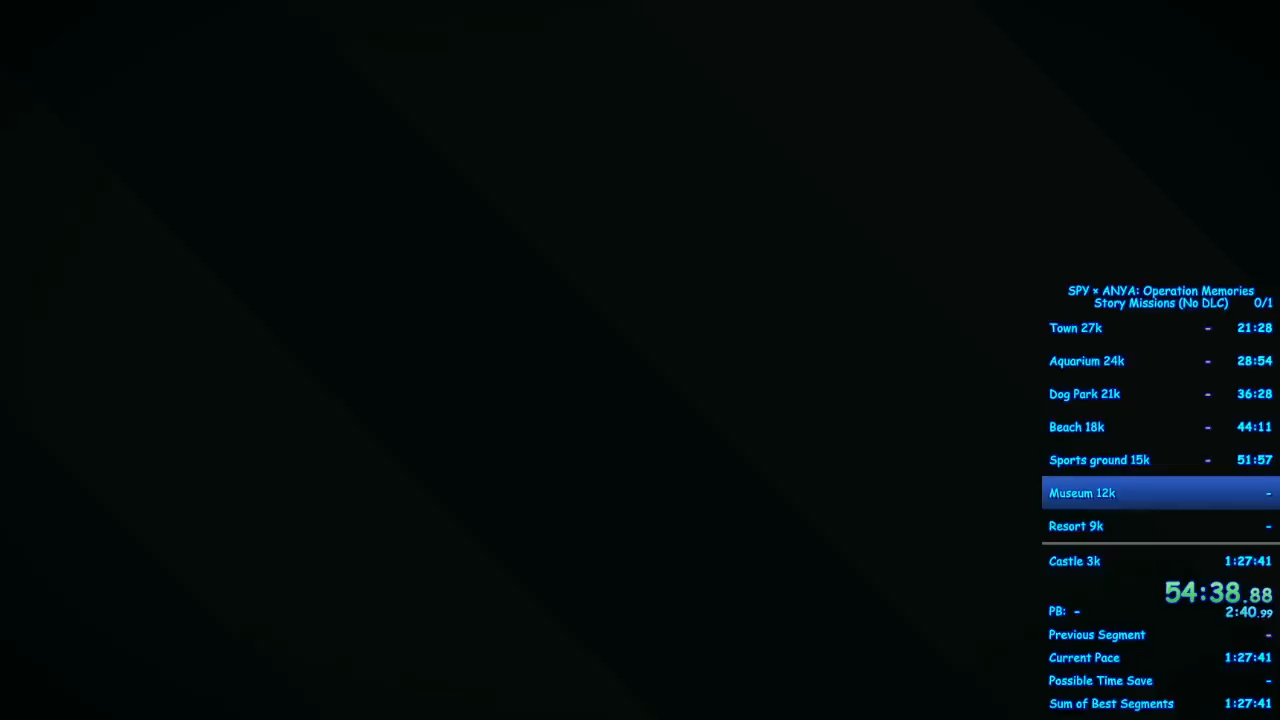 SPY × ANYA: Operation Memories
Story Missions (No DLC) 0/1
Town 27k - 21:28
Aquarium 24k - 28:54
Dog Park 21k - 36:28
Beach 18k - 44:11
Sports ground 15k - 51:57
Museum 12k -
Resort 9k -
Castle 3k 1:27:41
54:38.88
PB: - 2:40.99
Previous Segment -
Current Pace 1:27:41
Possible Time Save -
Sum of Best Segments 1:27:41